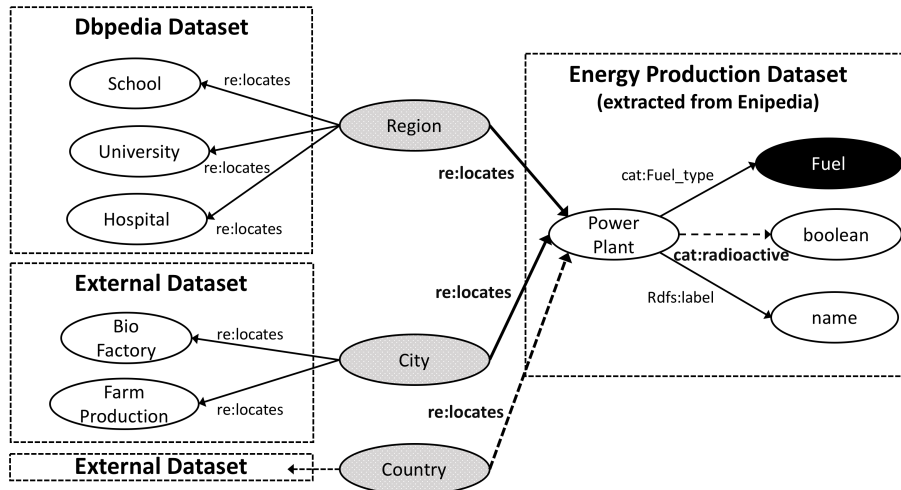 Dbpedia Dataset
School
re:locates
University
re:locates
Hospital
re:locates
Region
re:locates
Energy Production Dataset
(extracted from Enipedia)
Fuel
cat:Fuel_type
Power
Plant
boolean
cat:radioactive
Rdfs:label
name
External Dataset
Bio
Factory
re:locates
Farm
Production
re:locates
City
re:locates
re:locates
External Dataset
Country